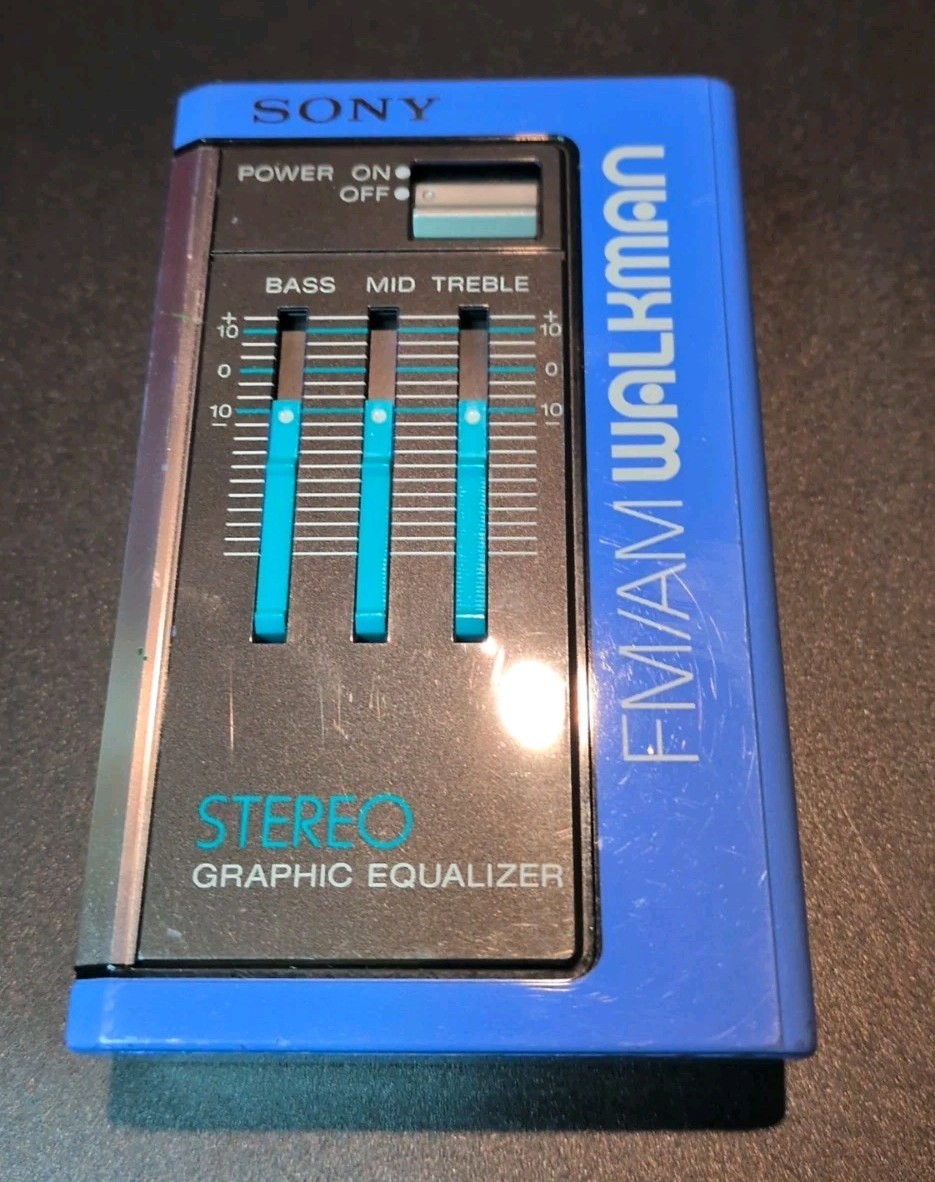 SONY
POWER ON
OFF
BASS MID TREBLE
+ +
10 10
0 0
10 10
− −
STEREO
GRAPHIC EQUALIZER
FM/AM WALKMAN